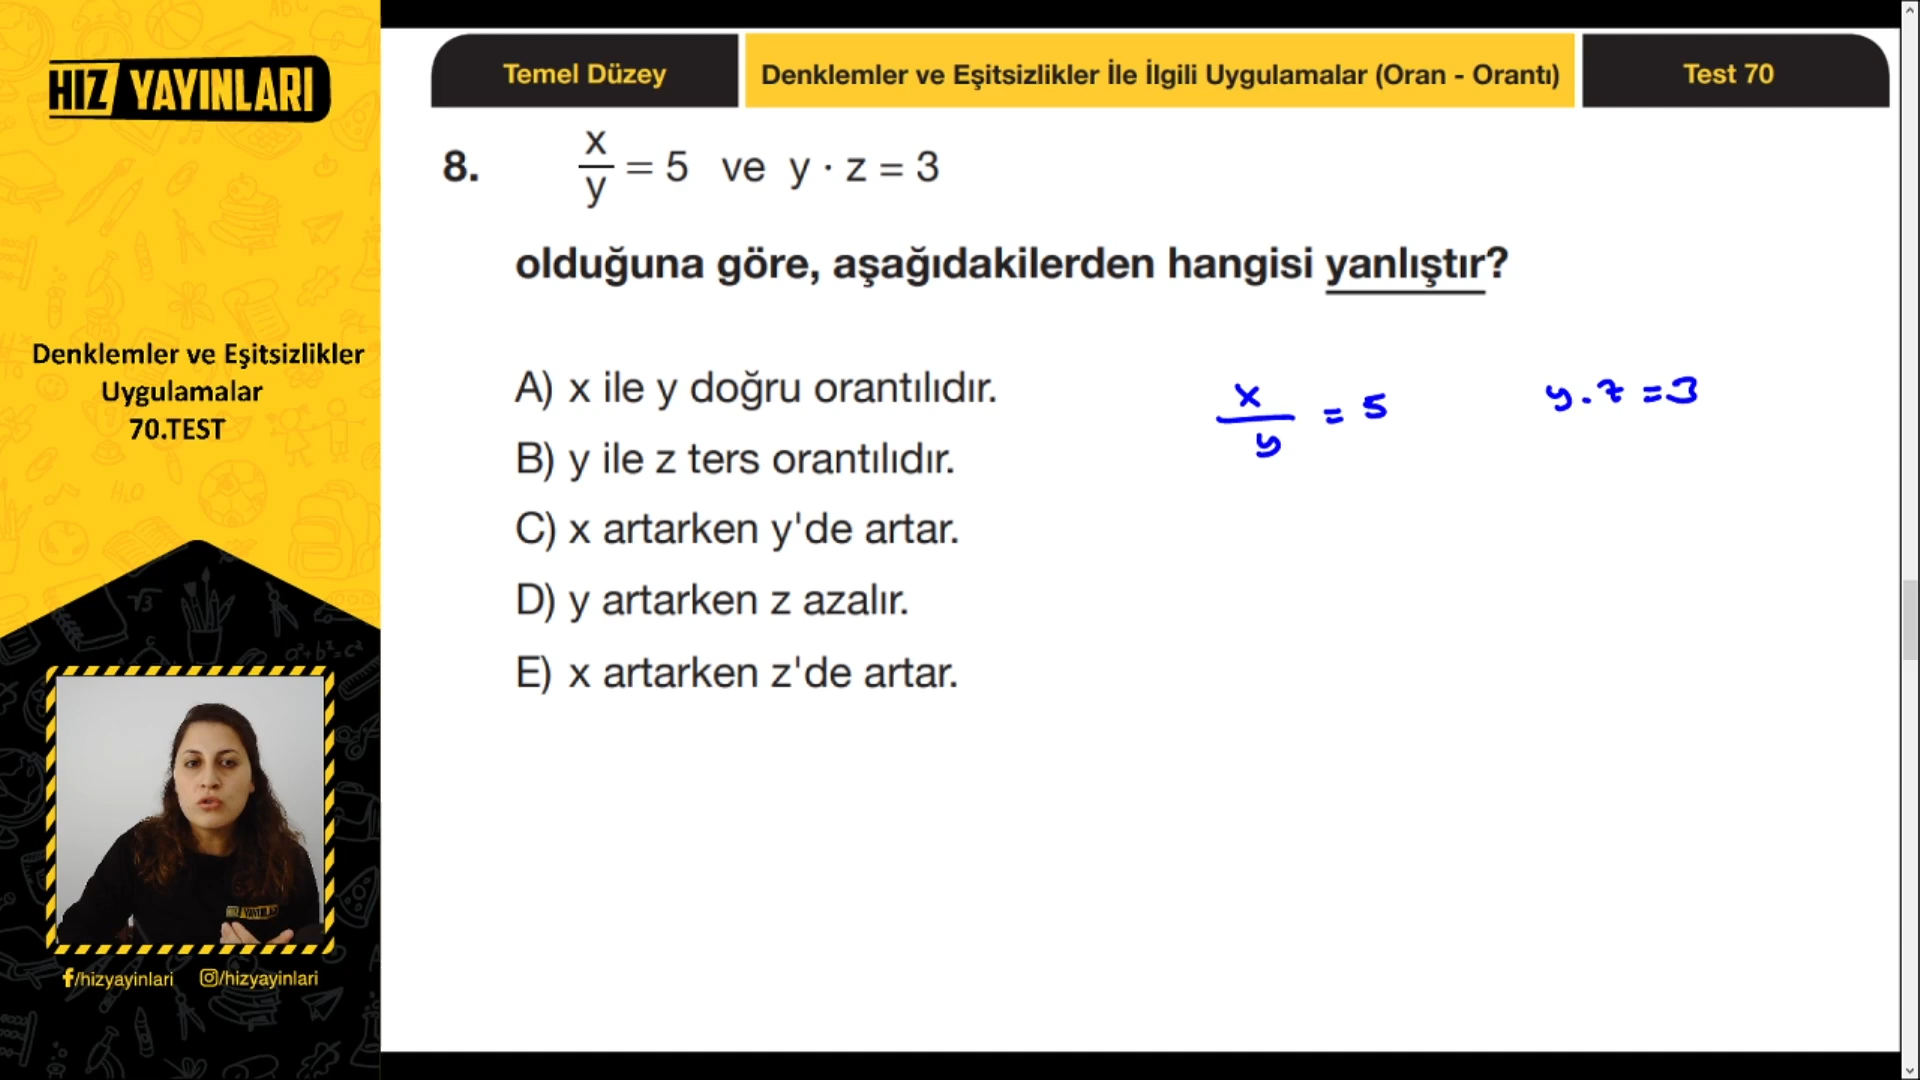 HIZ YAYINLARI
Denklemler ve Eşitsizlikler
Uygulamalar
70.TEST
/hizyayinlari /hizyayinlari
Temel Düzey
Denklemler ve Eşitsizlikler İle İlgili Uygulamalar (Oran - Orantı)
Test 70
8. x/y = 5 ve y · z = 3
olduğuna göre, aşağıdakilerden hangisi yanlıştır?
A) x ile y doğru orantılıdır.
B) y ile z ters orantılıdır.
C) x artarken y'de artar.
D) y artarken z azalır.
E) x artarken z'de artar.
x/y = 5
y . z = 3